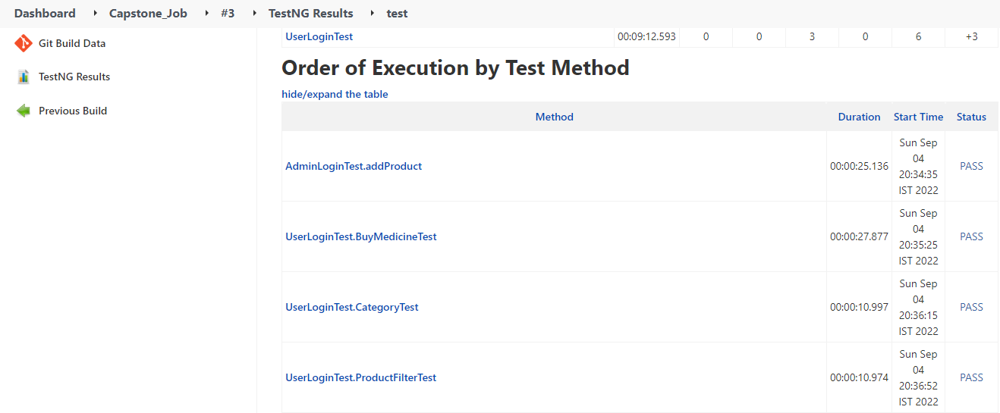 Dashboard Capstone_Job #3 TestNG Results test
Git Build Data
TestNG Results
Previous Build
UserLoginTest 00:09:12.593 0 0 3 0 6 +3
Order of Execution by Test Method
hide/expand the table
Method Duration Start Time Status
AdminLoginTest.addProduct 00:00:25.136 Sun Sep
04
20:34:35
IST 2022 PASS
UserLoginTest.BuyMedicineTest 00:00:27.877 Sun Sep
04
20:35:25
IST 2022 PASS
UserLoginTest.CategoryTest 00:00:10.997 Sun Sep
04
20:36:15
IST 2022 PASS
UserLoginTest.ProductFilterTest 00:00:10.974 Sun Sep
04
20:36:52
IST 2022 PASS